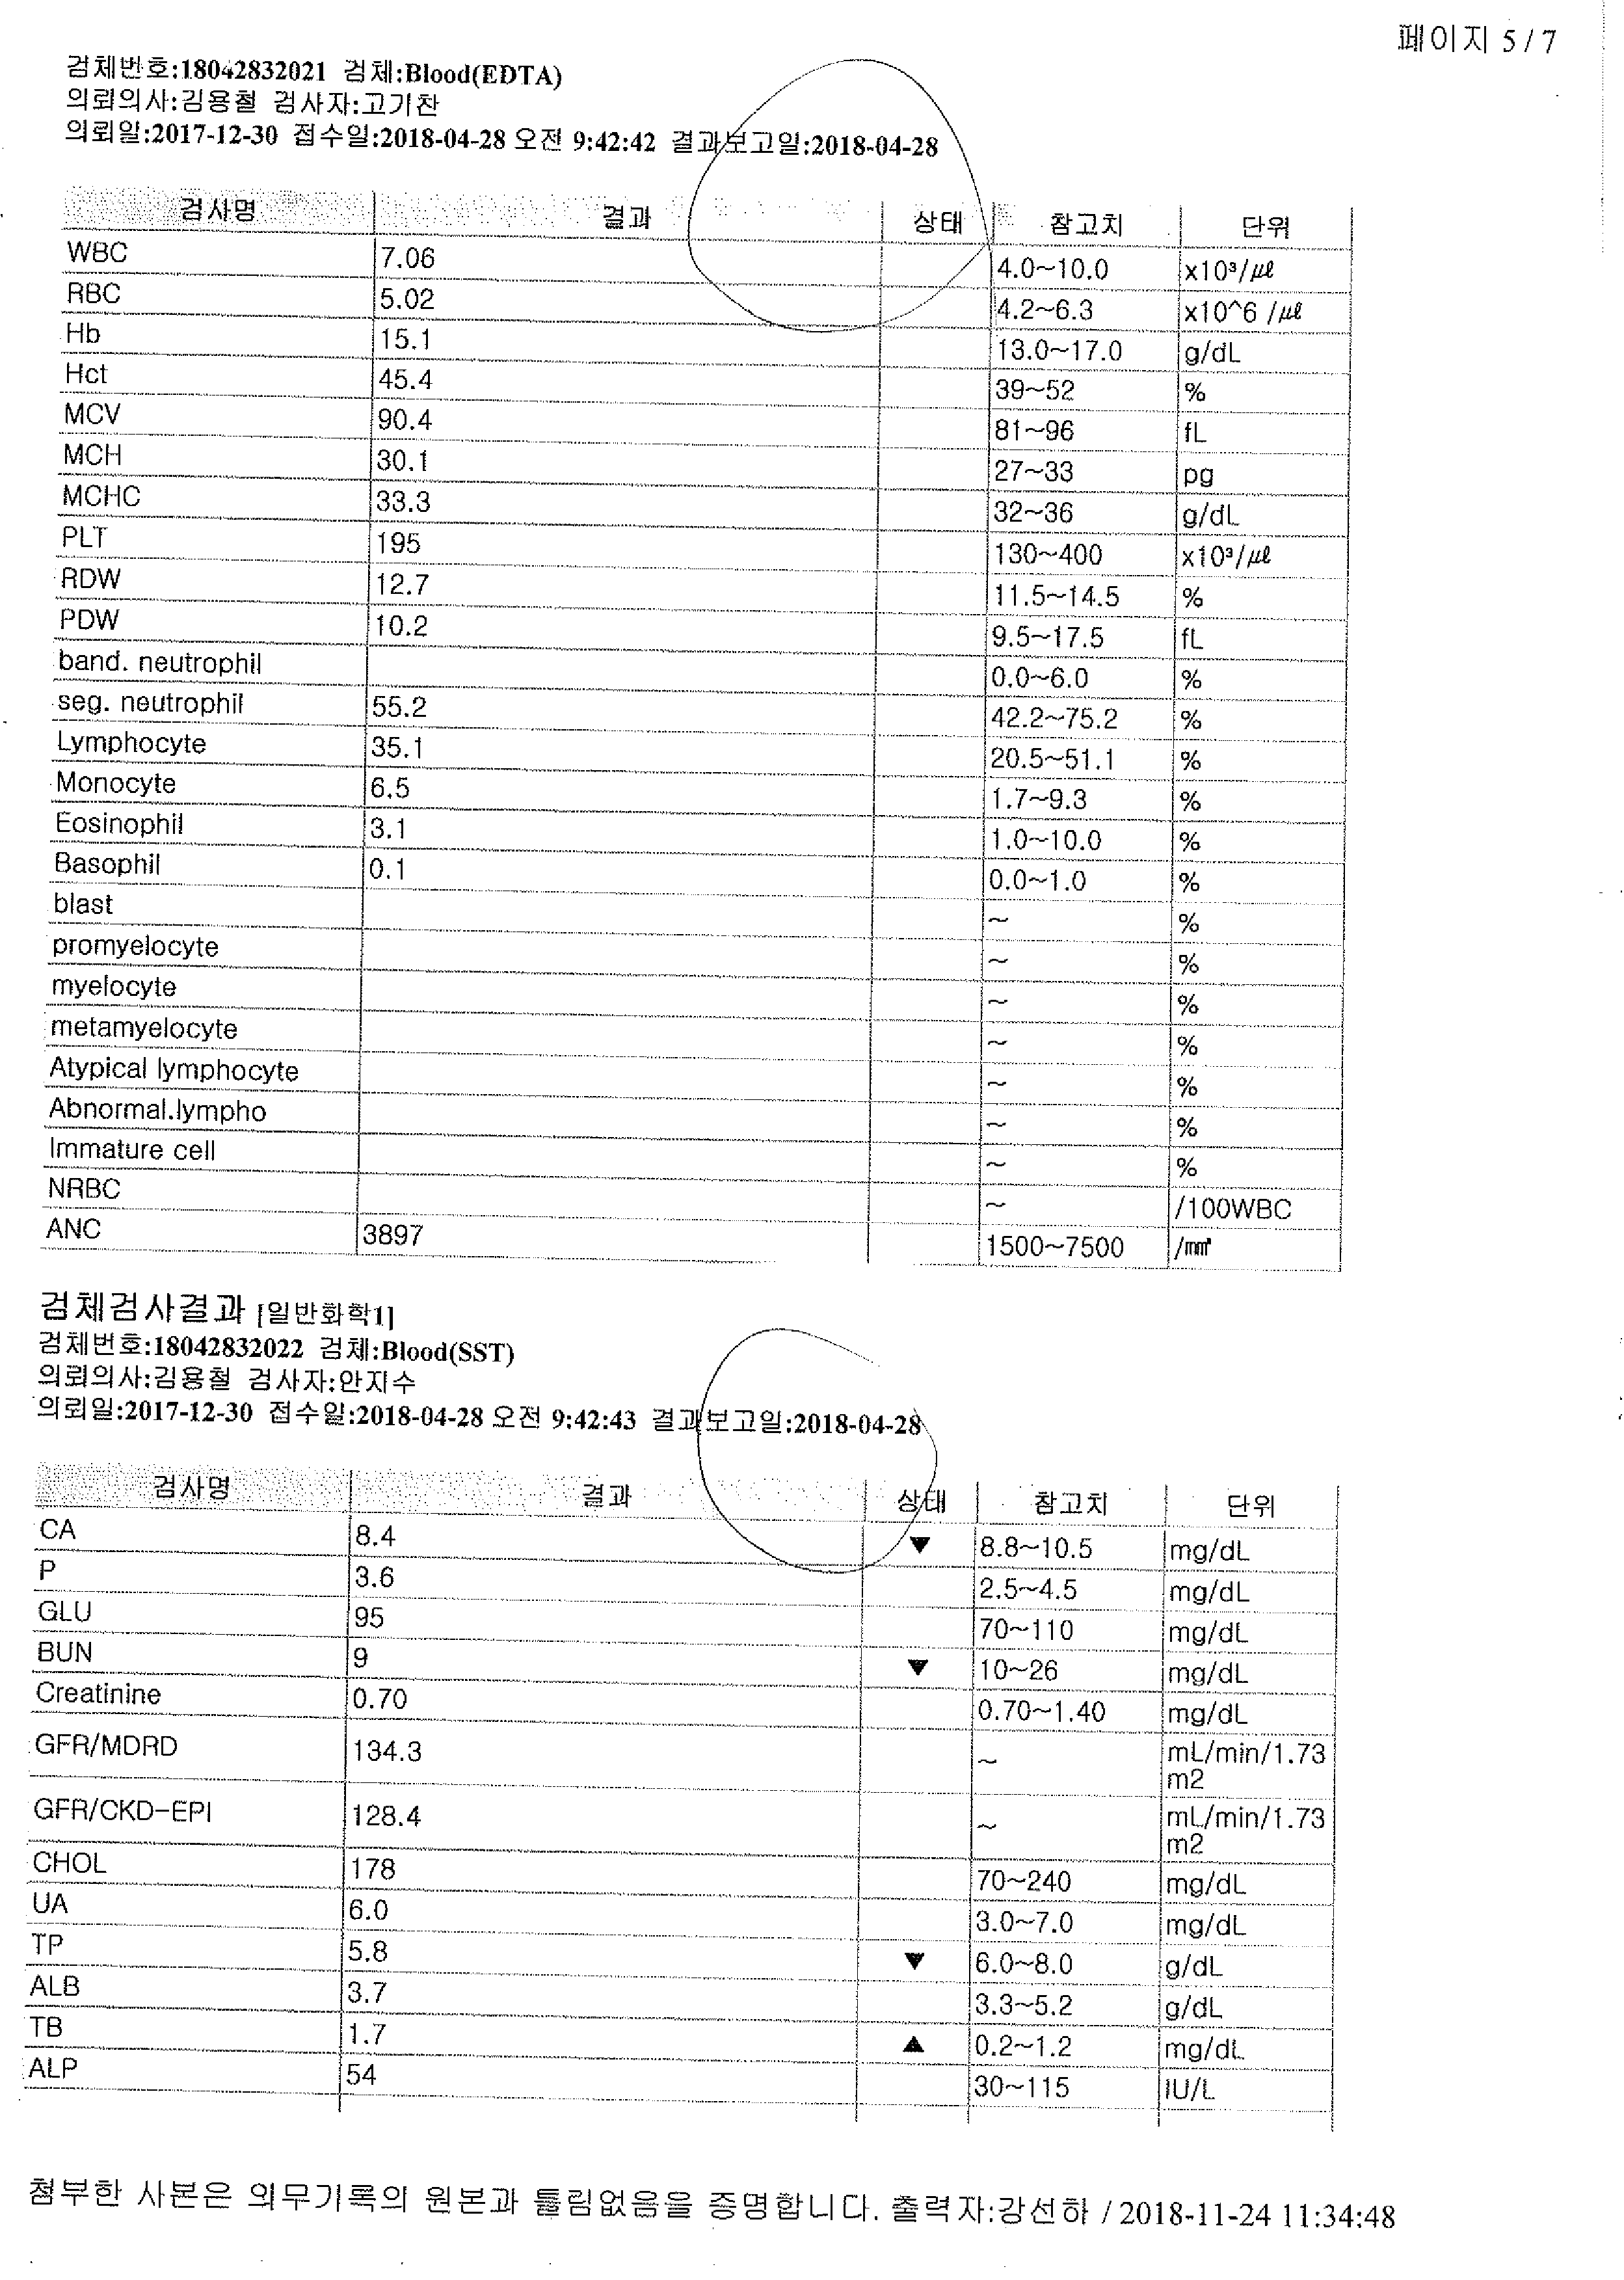 페이지 5 / 7
검체번호:18042832021 검체:Blood(EDTA)
의뢰의사:김용철 검사자:고기찬
의뢰일:2017-12-30 접수일:2018-04-28 오전 9:42:42 결과보고일:2018-04-28
검사명 결과 상태 참고치 단위
WBC 7.06 4.0~10.0 x10³/㎕
RBC 5.02 4.2~6.3 x10^6 /㎕
Hb 15.1 13.0~17.0 g/dL
Hct 45.4 39~52 %
MCV 90.4 81~96 fL
MCH 30.1 27~33 pg
MCHC 33.3 32~36 g/dL
PLT 195 130~400 x10³/㎕
RDW 12.7 11.5~14.5 %
PDW 10.2 9.5~17.5 fL
band. neutrophil 0.0~6.0 %
seg. neutrophil 55.2 42.2~75.2 %
Lymphocyte 35.1 20.5~51.1 %
Monocyte 6.5 1.7~9.3 %
Eosinophil 3.1 1.0~10.0 %
Basophil 0.1 0.0~1.0 %
blast ~ %
promyelocyte ~ %
myelocyte ~ %
metamyelocyte ~ %
Atypical lymphocyte ~ %
Abnormal.lympho ~ %
Immature cell ~ %
NRBC ~ /100WBC
ANC 3897 1500~7500 /㎣
검체검사결과 [일반화학1]
검체번호:18042832022 검체:Blood(SST)
의뢰의사:김용철 검사자:안지수
의뢰일:2017-12-30 접수일:2018-04-28 오전 9:42:43 결과보고일:2018-04-28
검사명 결과 상태 참고치 단위
CA 8.4 ▼ 8.8~10.5 mg/dL
P 3.6 2.5~4.5 mg/dL
GLU 95 70~110 mg/dL
BUN 9 ▼ 10~26 mg/dL
Creatinine 0.70 0.70~1.40 mg/dL
GFR/MDRD 134.3 ~ mL/min/1.73
m2
GFR/CKD-EPI 128.4 ~ mL/min/1.73
m2
CHOL 178 70~240 mg/dL
UA 6.0 3.0~7.0 mg/dL
TP 5.8 ▼ 6.0~8.0 g/dL
ALB 3.7 3.3~5.2 g/dL
TB 1.7 ▲ 0.2~1.2 mg/dL
ALP 54 30~115 IU/L
첨부한 사본은 의무기록의 원본과 틀림없음을 증명합니다. 출력자:강선하 / 2018-11-24 11:34:48